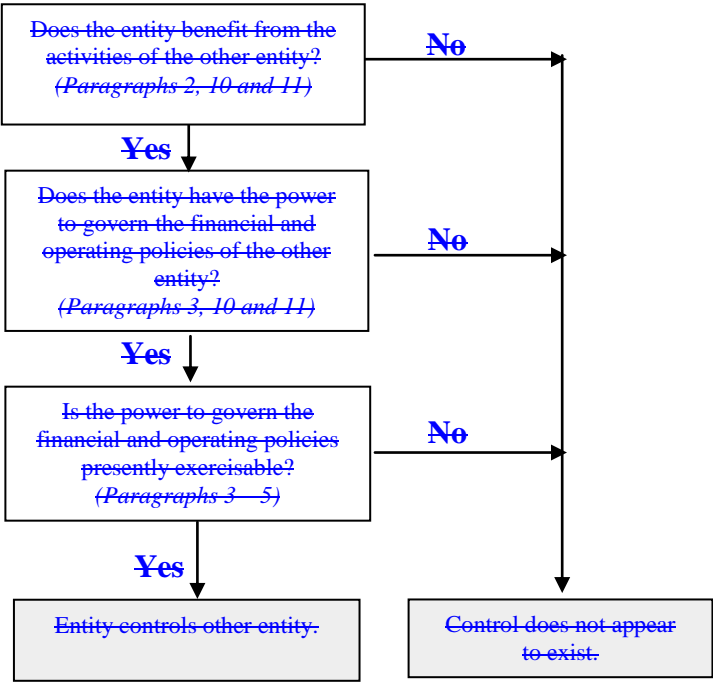 Does the entity benefit from the
activities of the other entity?
(Paragraphs 2, 10 and 11)
No
Yes
Does the entity have the power
to govern the financial and
operating policies of the other
entity?
(Paragraphs 3, 10 and 11)
No
Yes
Is the power to govern the
financial and operating policies
presently exercisable?
(Paragraphs 3 – 5)
No
Yes
Entity controls other entity.
Control does not appear
to exist.